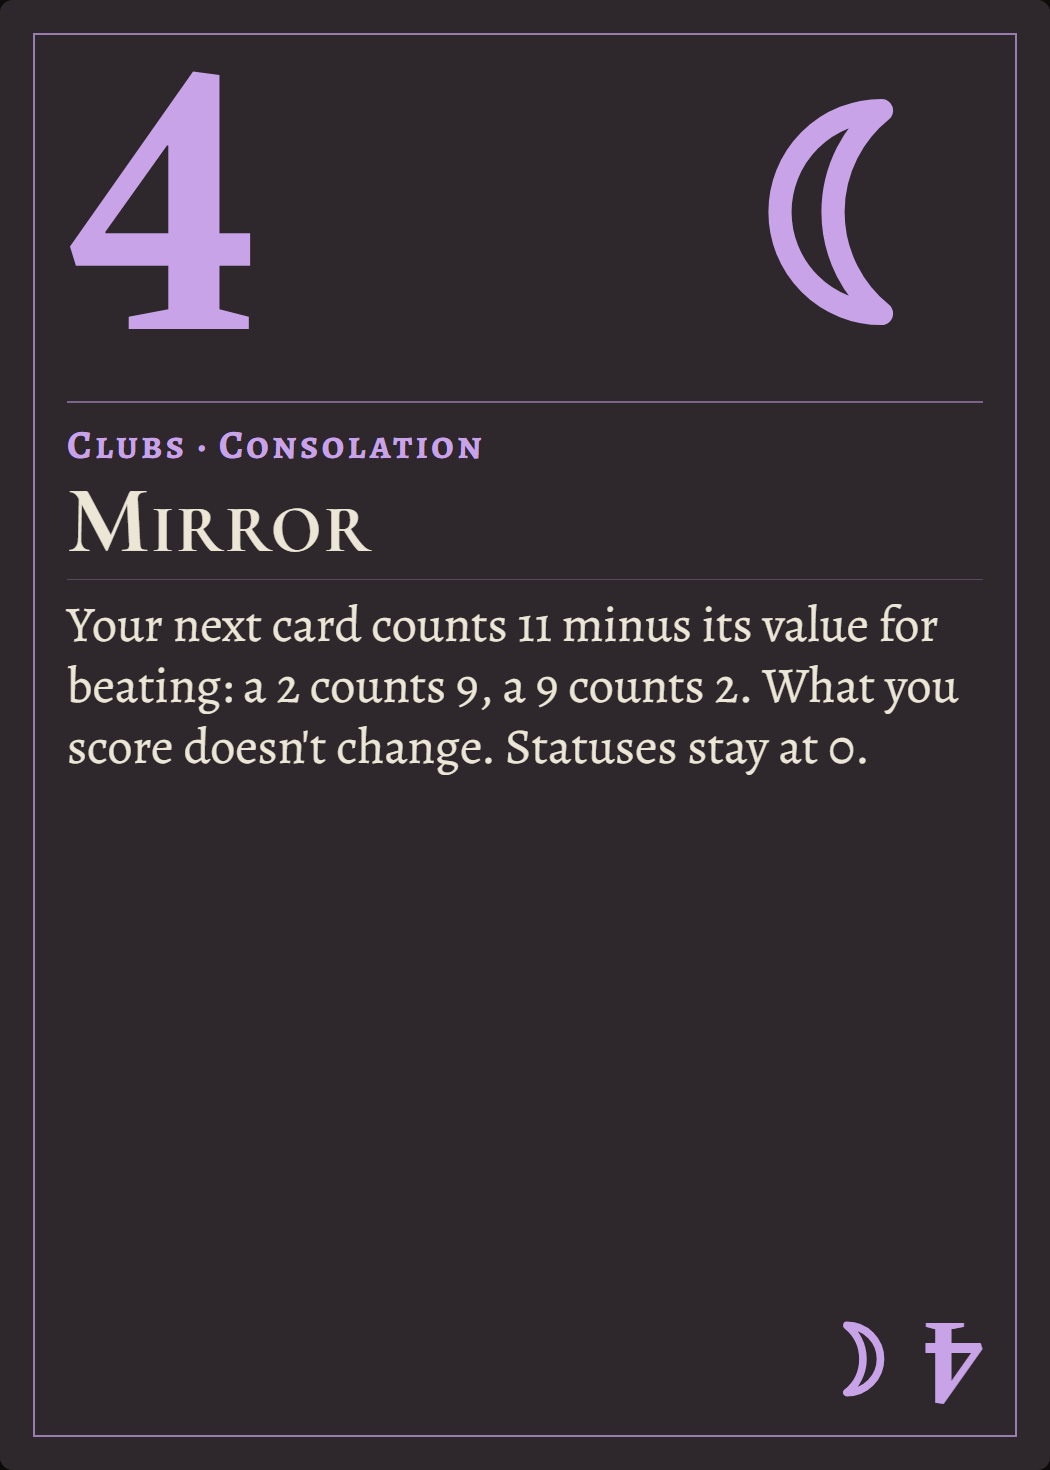 4
Clubs · Consolation
Mirror
Your next card counts 11 minus its value for
beating: a 2 counts 9, a 9 counts 2. What you
score doesn't change. Statuses stay at 0.
4